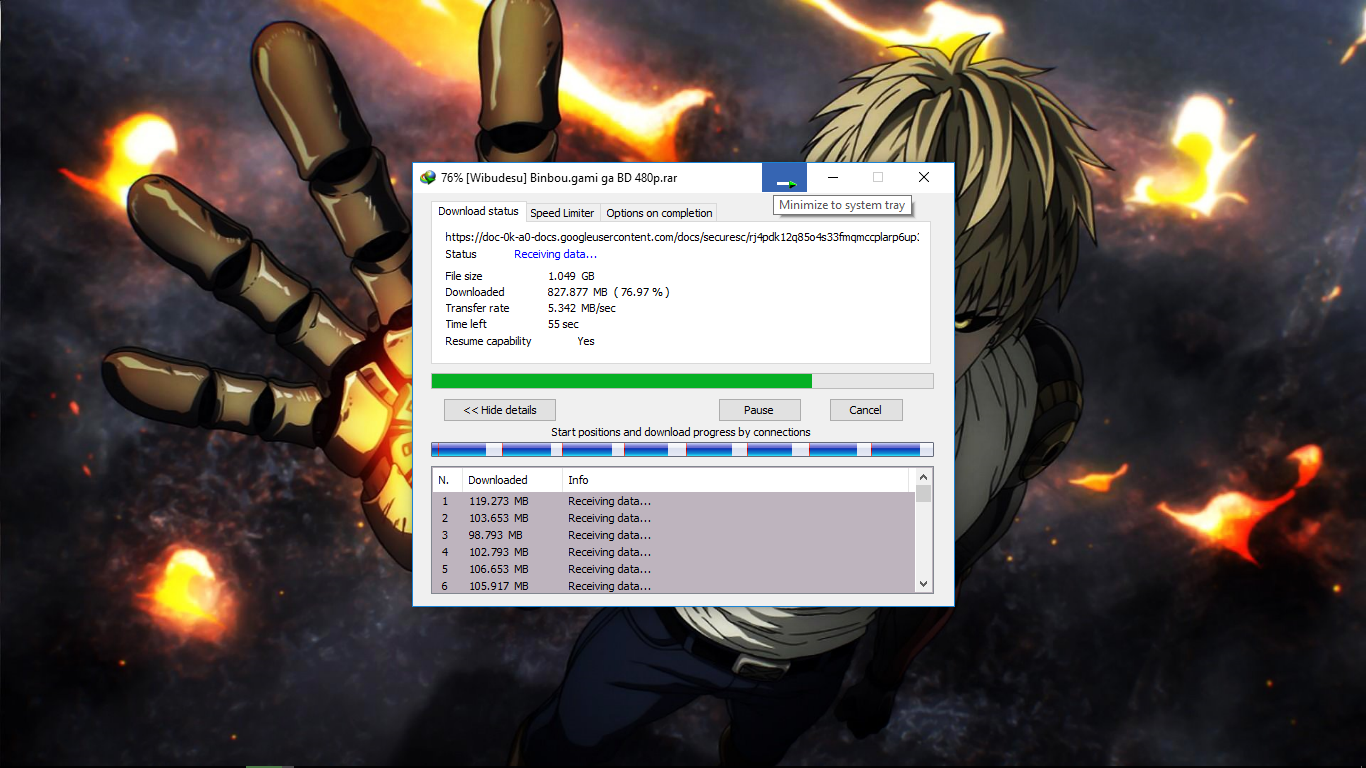 76% [Wibudesu] Binbou.gami ga BD 480p.rar
Minimize to system tray
Download status Speed Limiter Options on completion
https://doc-0k-a0-docs.googleusercontent.com/docs/securesc/rj4pdk12q85o4s33fmqmccplarp6up3
Status Receiving data...
File size 1.049 GB
Downloaded 827.877 MB ( 76.97 % )
Transfer rate 5.342 MB/sec
Time left 55 sec
Resume capability Yes
<< Hide details Pause Cancel
Start positions and download progress by connections
N. Downloaded Info
1 119.273 MB Receiving data...
2 103.653 MB Receiving data...
3 98.793 MB Receiving data...
4 102.793 MB Receiving data...
5 106.653 MB Receiving data...
6 105.917 MB Receiving data...